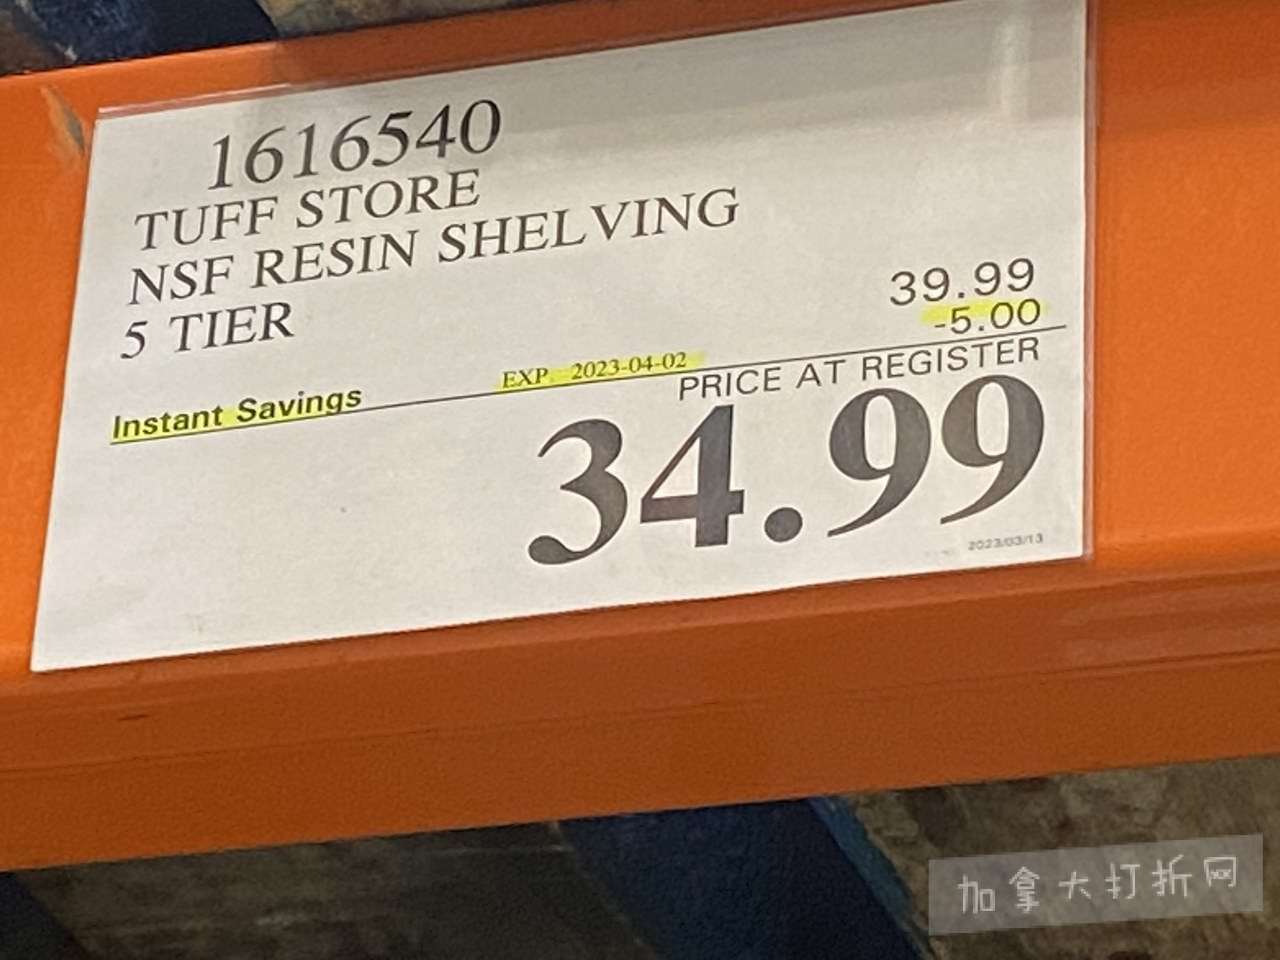 1616540
TUFF STORE
NSF RESIN SHELVING
5 TIER
39.99
-5.00
Instant Savings
EXP. 2023-04-02
PRICE AT REGISTER
34.99
2023/03/13
加拿大打折网